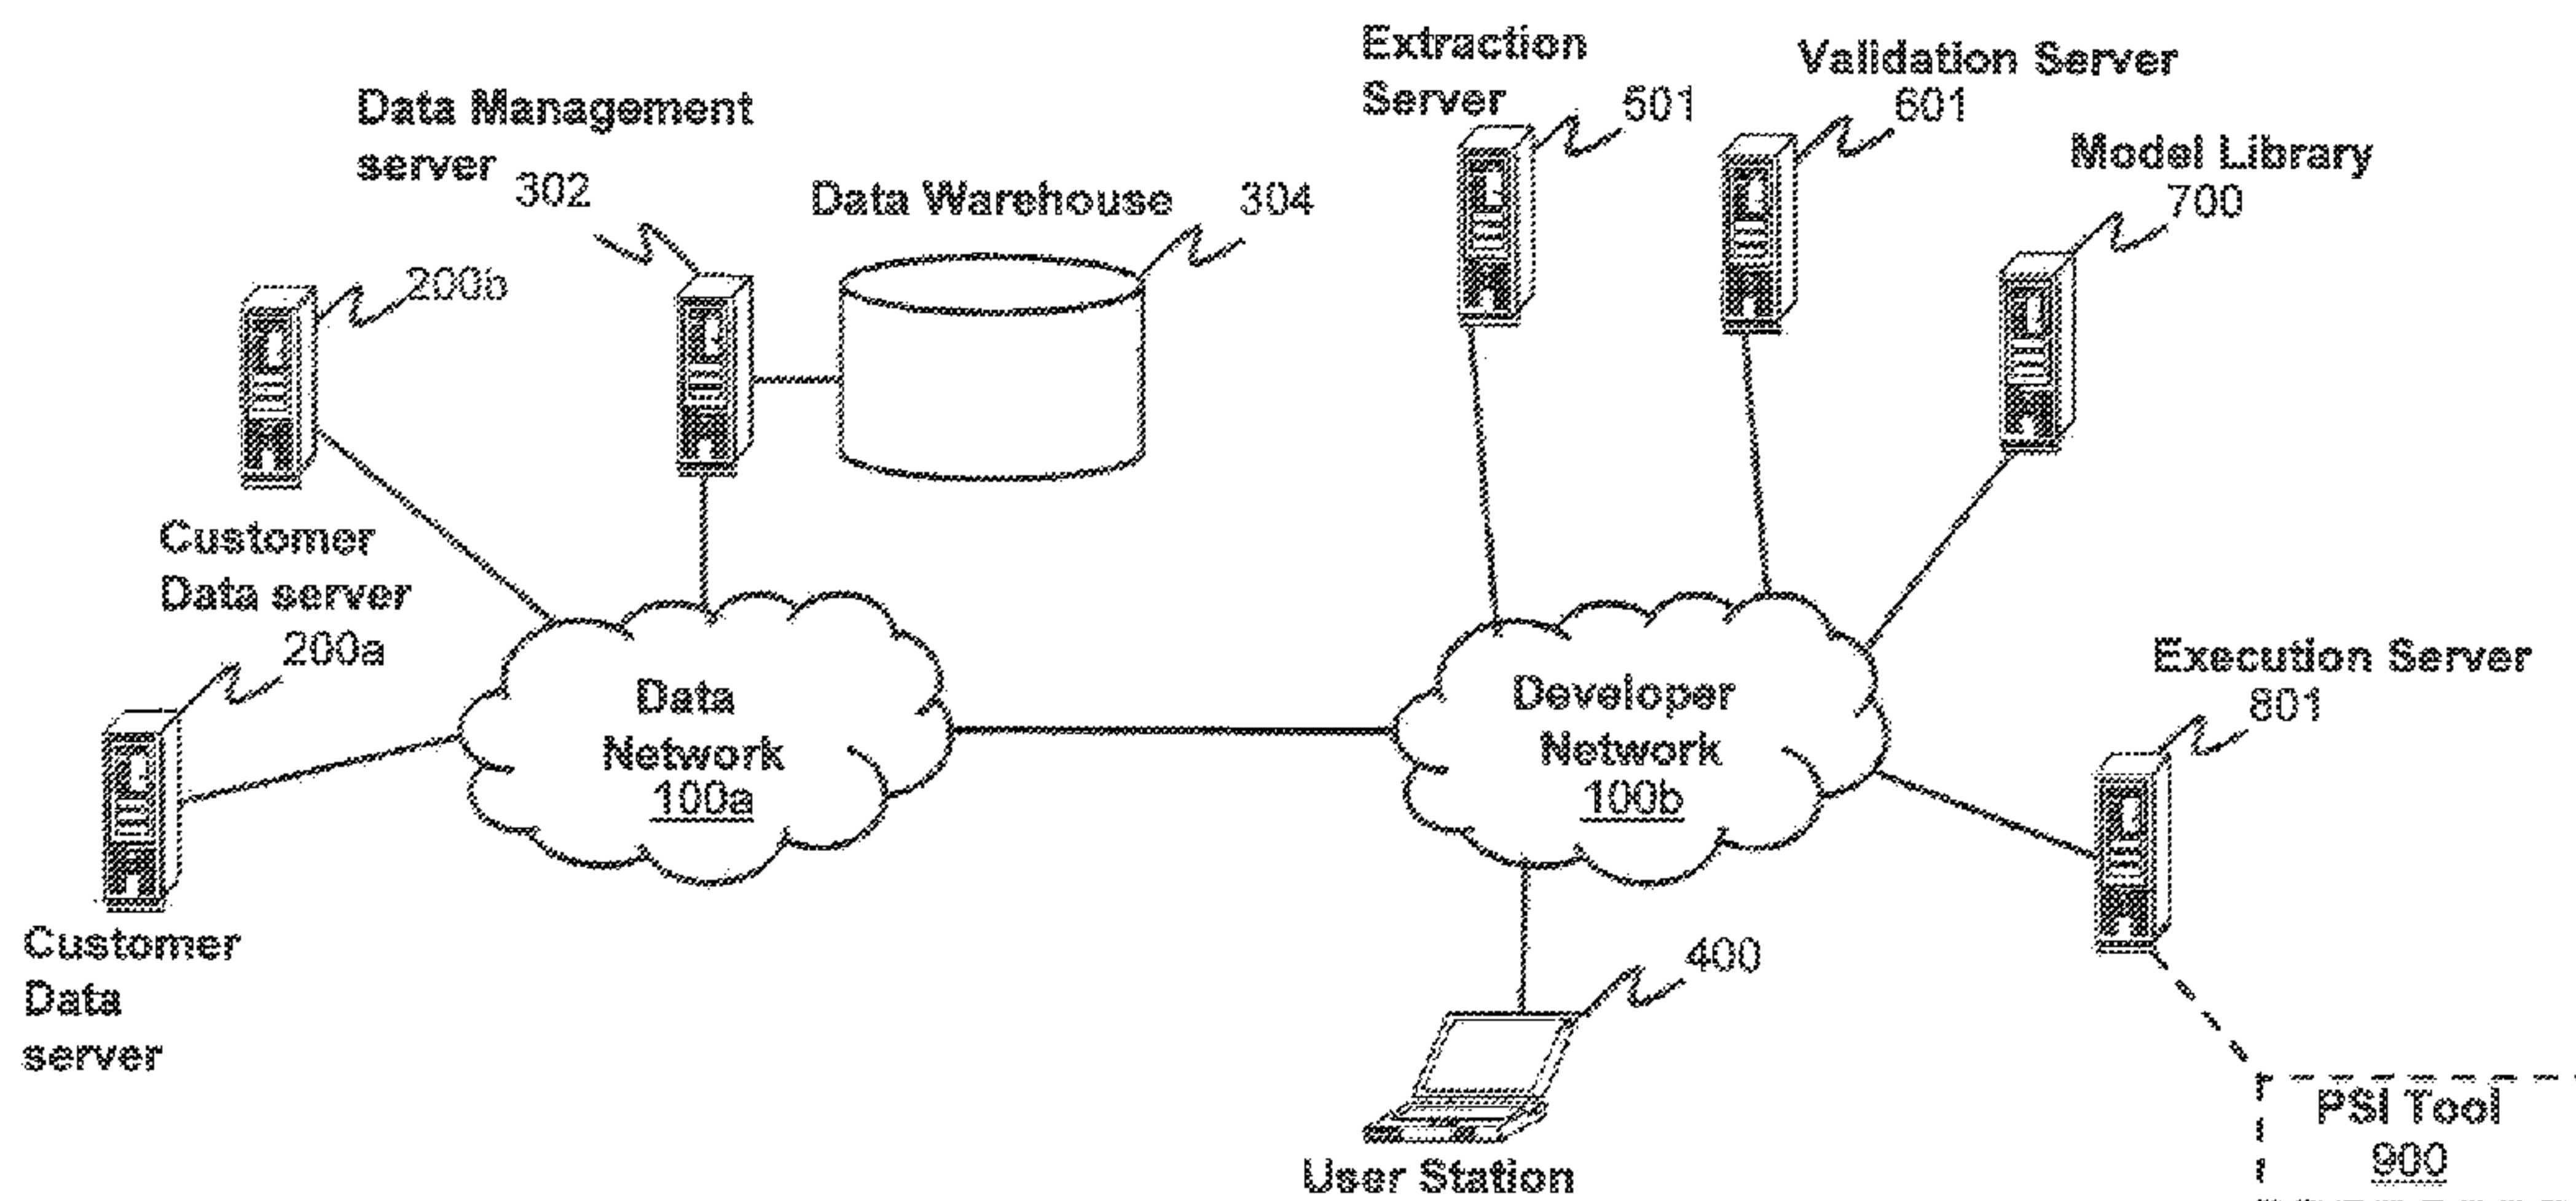 Extraction
Server
501
Validation Server
601
Data Management
server
302
Model Library
700
Data Warehouse
304
200b
Customer
Data server
200a
Data
Network
100a
Developer
Network
100b
Execution Server
801
Customer
Data
server
400
User Station
PSI Tool
900